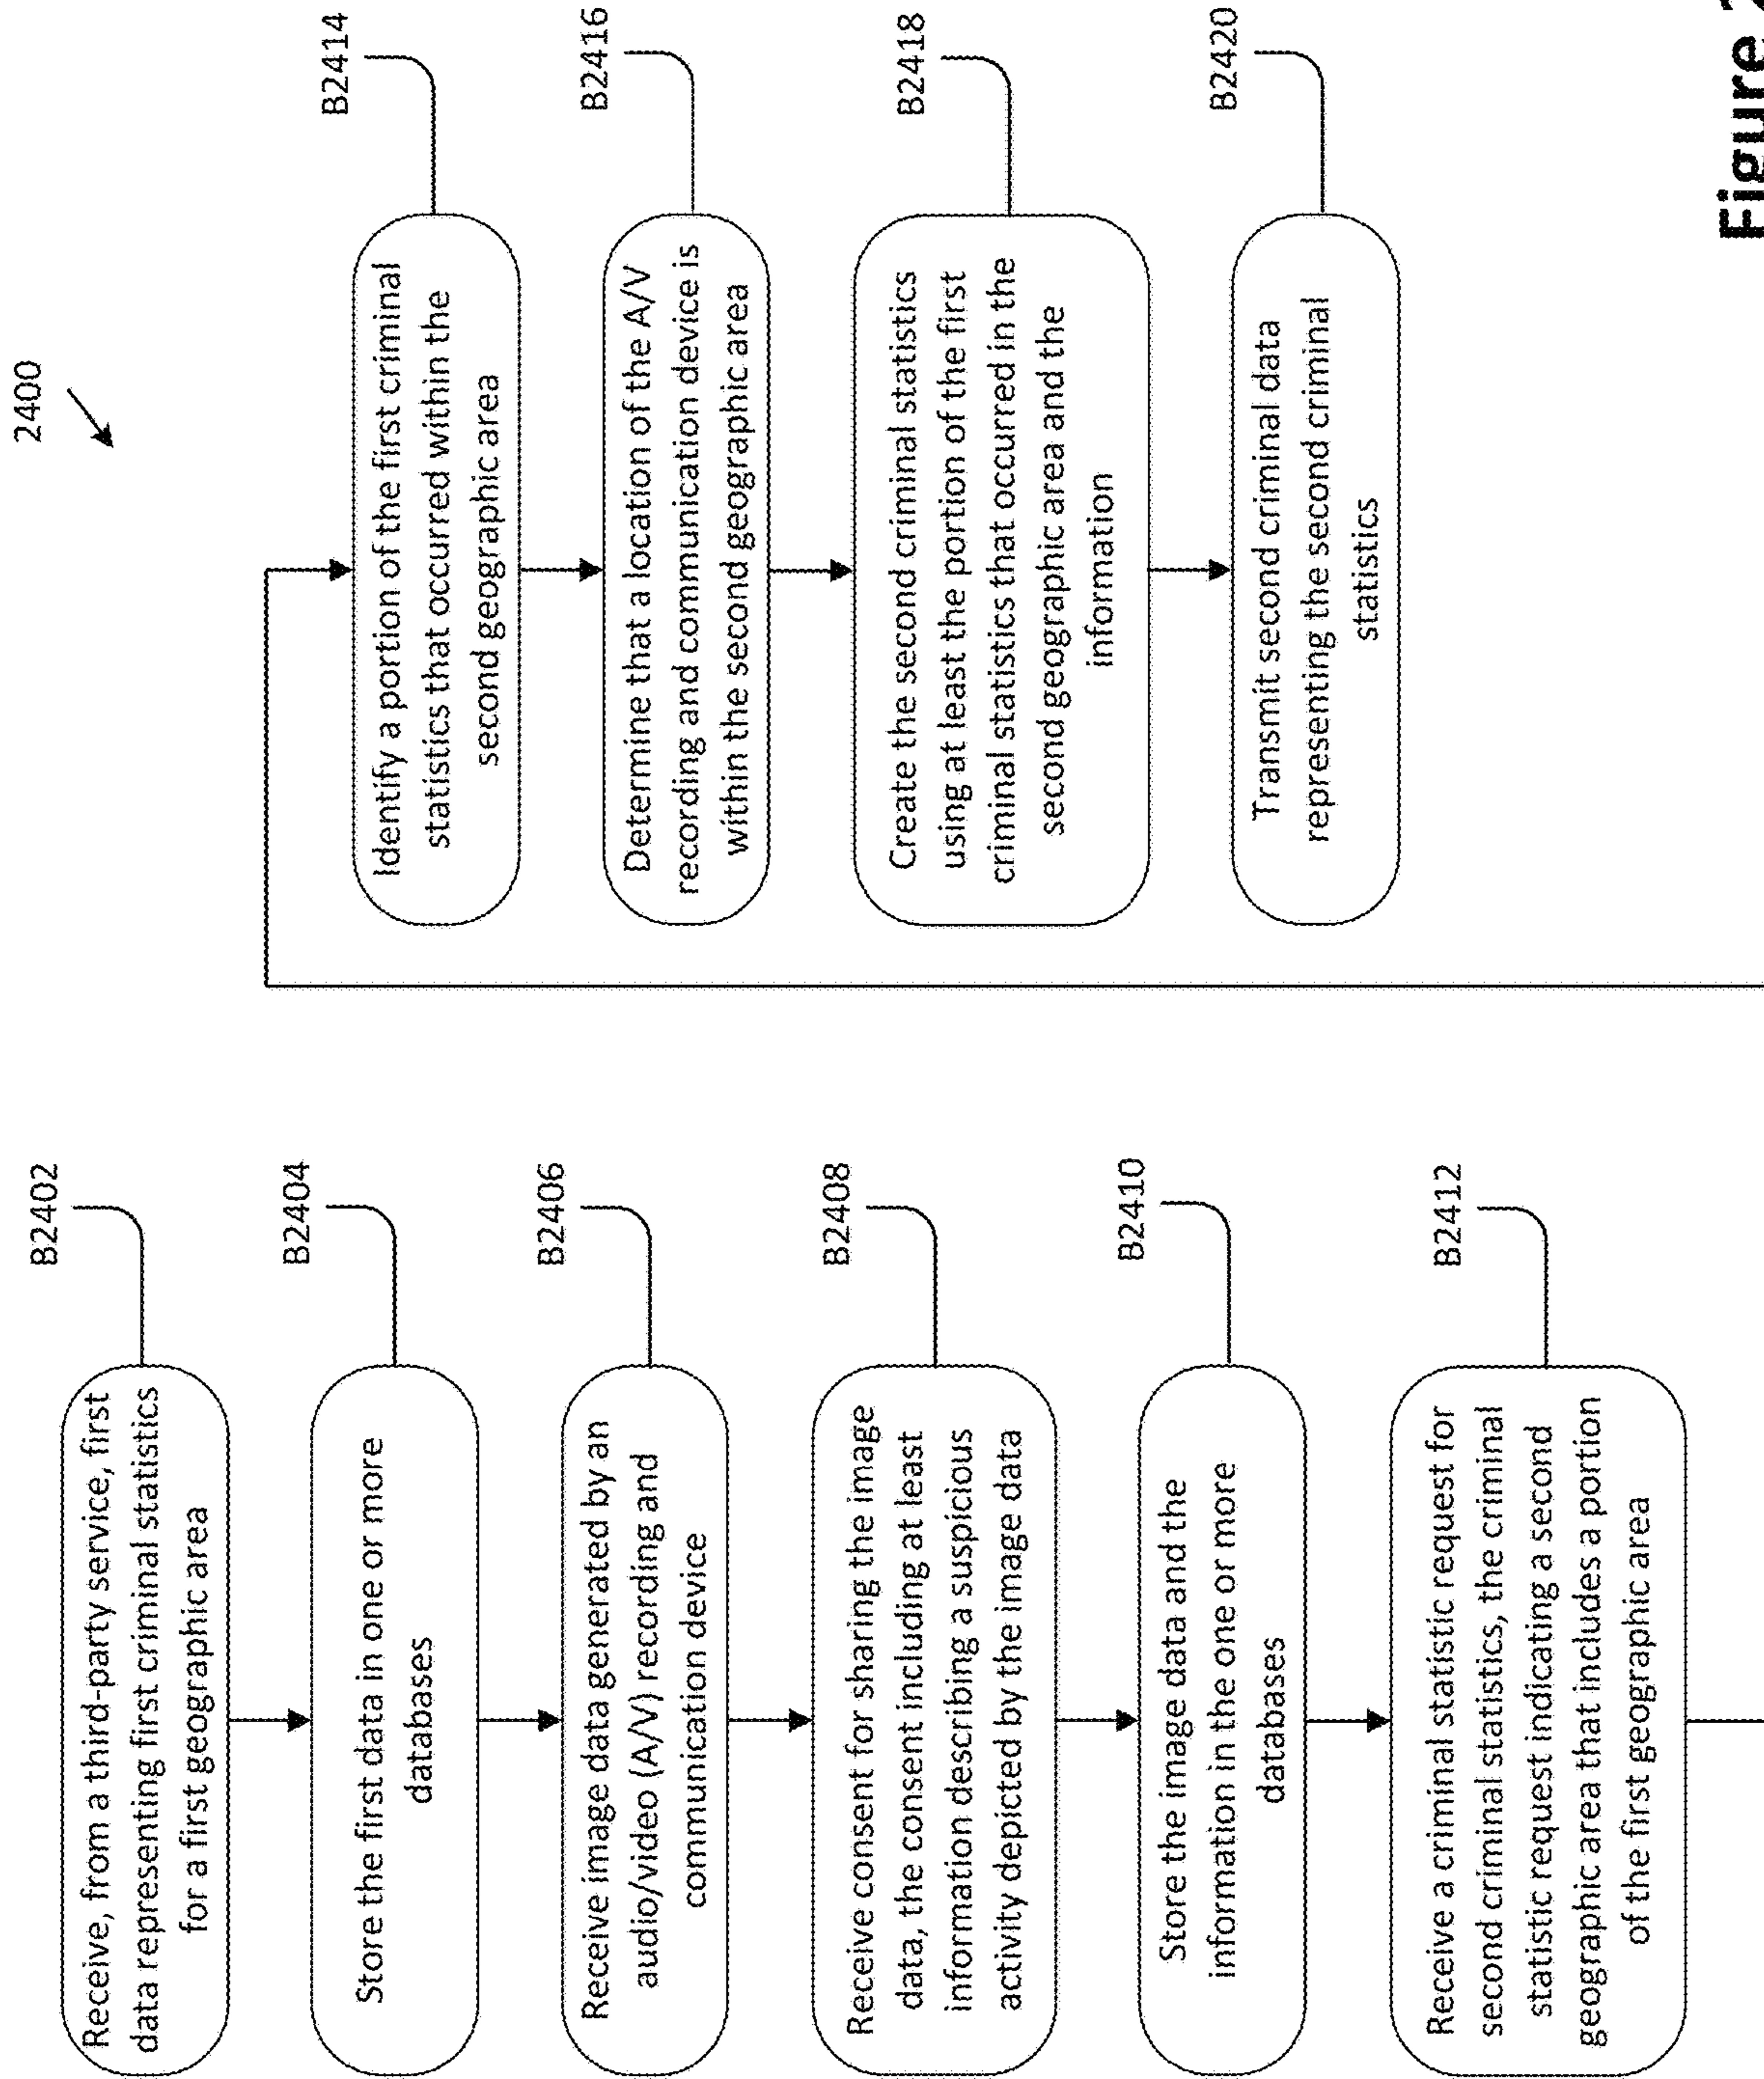 2400
B2402
Receive, from a third-party service, first
data representing first criminal statistics
for a first geographic area
B2404
Store the first data in one or more
databases
B2406
Receive image data generated by an
audio/video (A/V) recording and
communication device
B2408
Receive consent for sharing the image
data, the consent including at least
information describing a suspicious
activity depicted by the image data
B2410
Store the image data and the
information in the one or more
databases
B2412
Receive a criminal statistic request for
second criminal statistics, the criminal
statistic request indicating a second
geographic area that includes a portion
of the first geographic area
B2414
Identify a portion of the first criminal
statistics that occurred within the
second geographic area
B2416
Determine that a location of the A/V
recording and communication device is
within the second geographic area
B2418
Create the second criminal statistics
using at least the portion of the first
criminal statistics that occurred in the
second geographic area and the
information
B2420
Transmit second criminal data
representing the second criminal
statistics
Figure